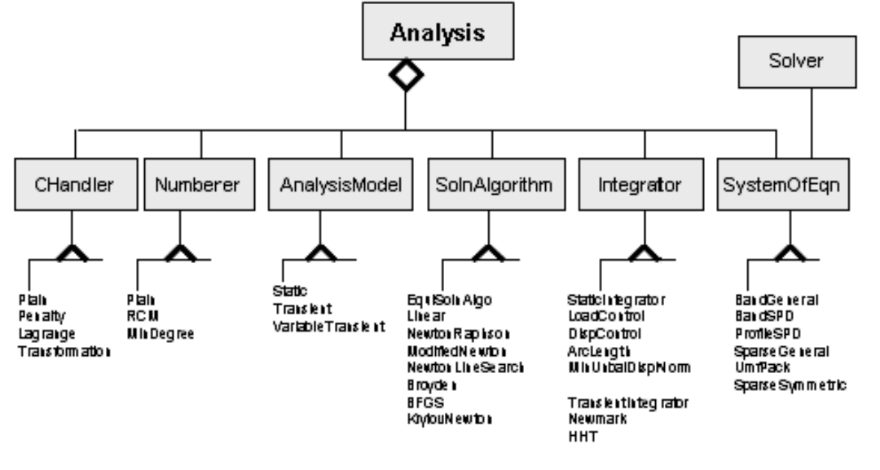 Analysis
Solver
CHandler
Numberer
AnalysisModel
SolnAlgorithm
Integrator
SystemOfEqn
Plain
Penalty
Lagrange
Transformation
Plain
RCM
MinDegree
Static
Transient
VariableTransient
EquiSolnAlgo
Linear
NewtonRaphson
ModifiedNewton
NewtonLineSearch
Broyden
BFGS
KrylovNewton
StaticIntegrator
LoadControl
DispControl
ArcLength
MinUnbalDispNorm
TransientIntegrator
Newmark
HHT
BandGeneral
BandSPD
ProfileSPD
SparseGeneral
UmfPack
SparseSymmetric